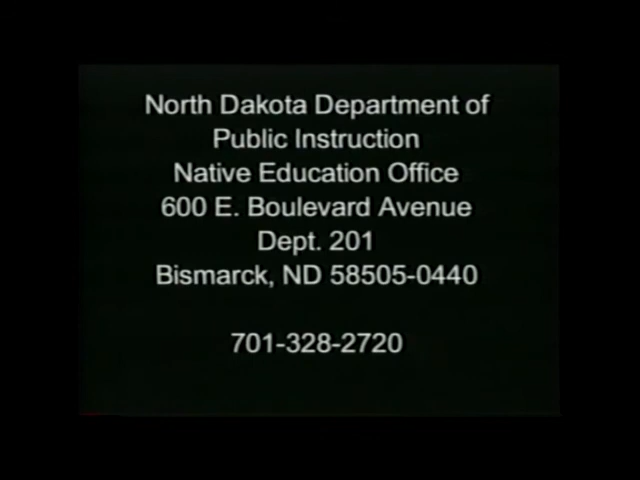 North Dakota Department of
Public Instruction
Native Education Office
600 E. Boulevard Avenue
Dept. 201
Bismarck, ND 58505-0440
701-328-2720